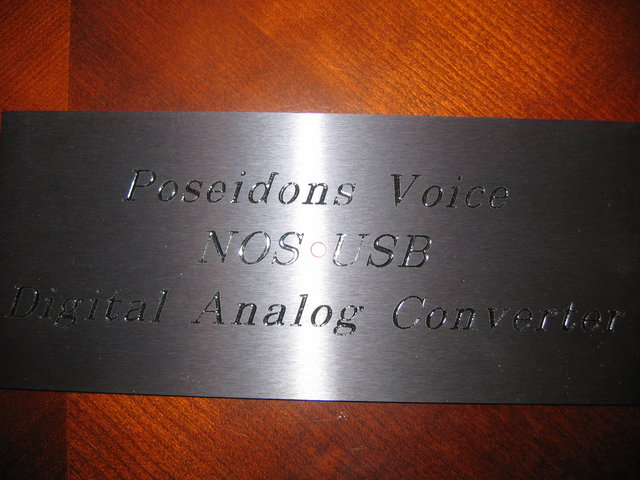 Poseidons Voice
NOS USB
Digital Analog Converter